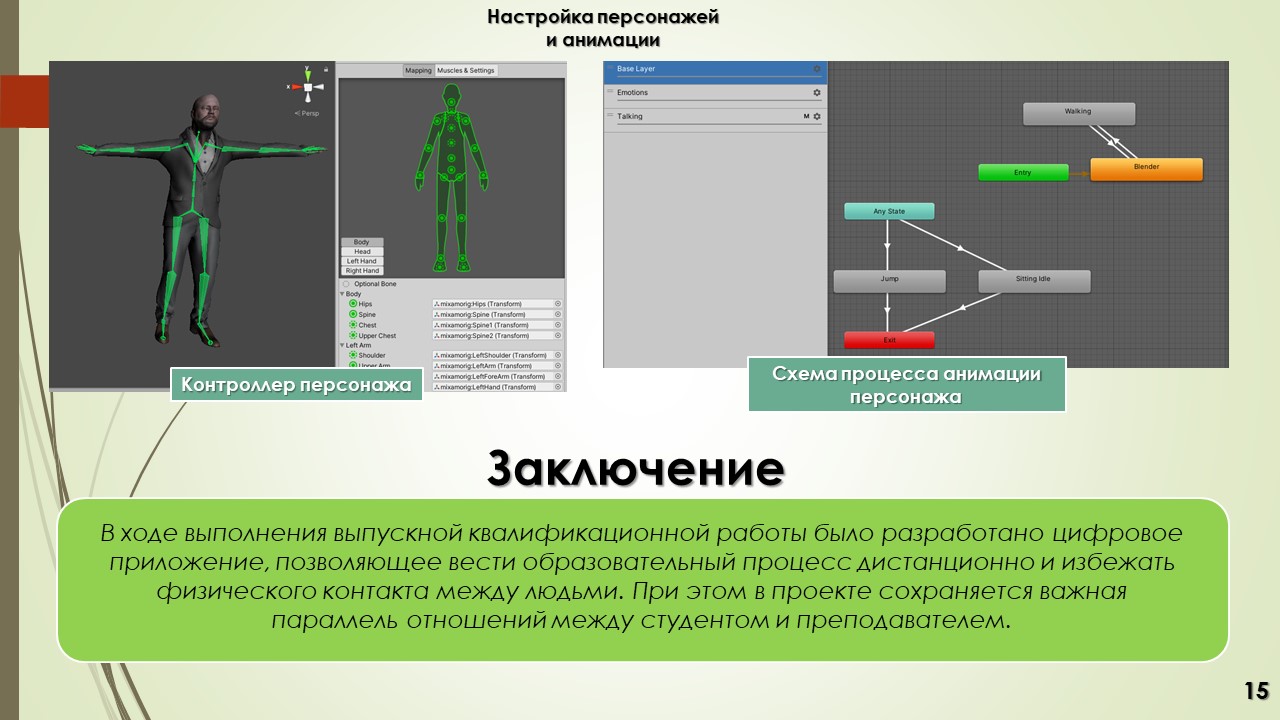 Настройка персонажей
и анимации
y
x
Persp
Mapping
Muscles & Settings
Body
Head
Left Hand
Right Hand
Optional Bone
Body
Hips
mixamorig:Hips (Transform)
Spine
mixamorig:Spine (Transform)
Chest
mixamorig:Spine1 (Transform)
Upper Chest
mixamorig:Spine2 (Transform)
Left Arm
Shoulder
mixamorig:LeftShoulder (Transform)
Upper Arm
mixamorig:LeftArm (Transform)
mixamorig:LeftForeArm (Transform)
mixamorig:LeftHand (Transform)
Контроллер персонажа
Base Layer
Emotions
Talking
M
Walking
Blender
Entry
Any State
Jump
Sitting Idle
Exit
Схема процесса анимации
персонажа
Заключение
В ходе выполнения выпускной квалификационной работы было разработано цифровое
приложение, позволяющее вести образовательный процесс дистанционно и избежать
физического контакта между людьми. При этом в проекте сохраняется важная
параллель отношений между студентом и преподавателем.
15